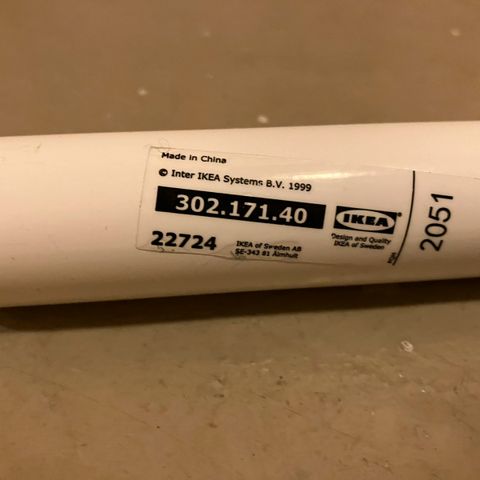 Made in China
© Inter IKEA Systems B.V. 1999
302.171.40
22724
IKEA of Sweden AB
SE-343 81 Älmhult
IKEA
Design and Quality
IKEA of Sweden
2051